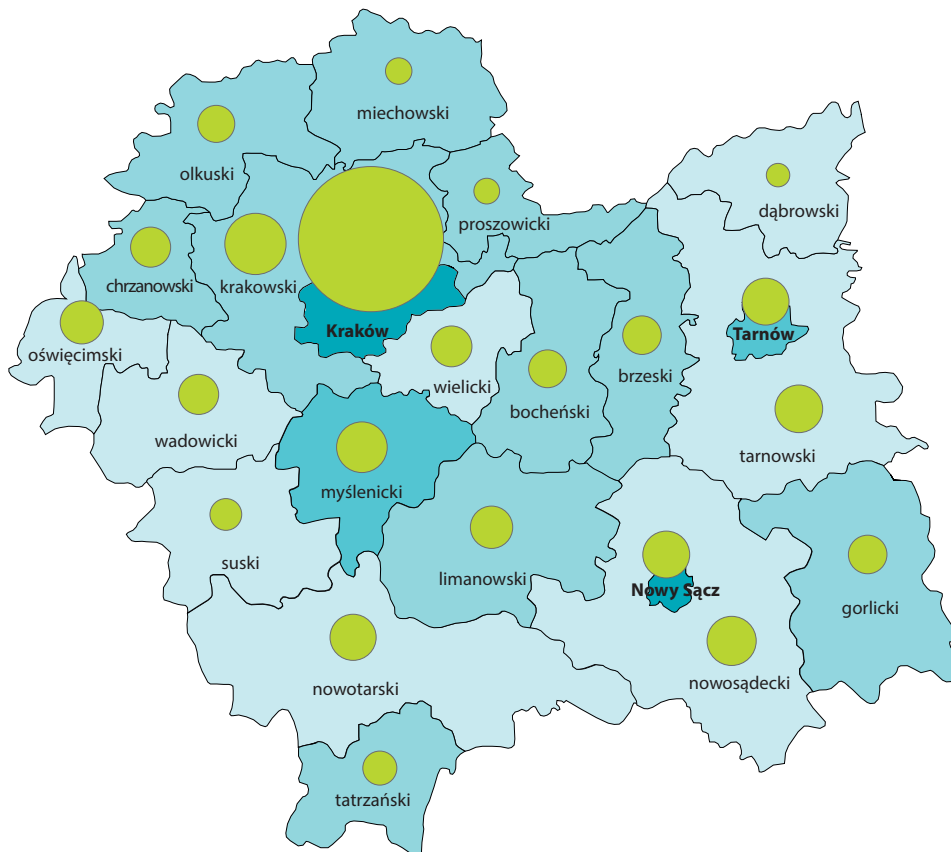 miechowski
olkuski
dąbrowski
proszowicki
chrzanowski
krakowski
Kraków
Tarnów
oświęcimski
wielicki
brzeski
bocheński
wadowicki
tarnowski
myślenicki
suski
limanowski
Nowy Sącz
gorlicki
nowotarski
nowosądecki
tatrzański